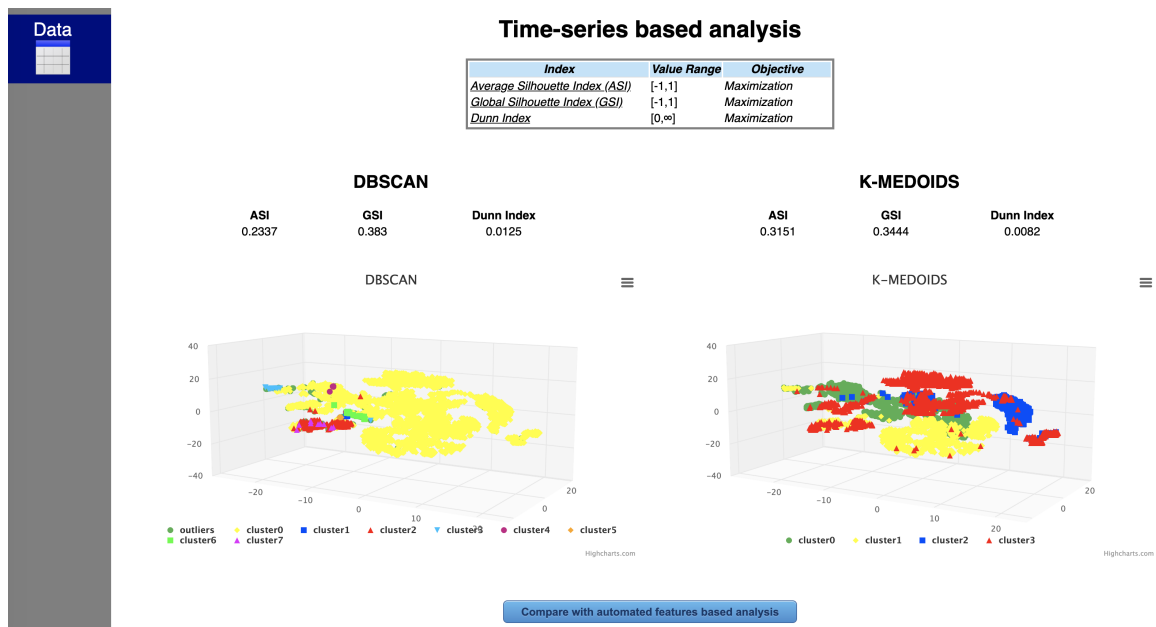 Data
Time-series based analysis
Index Value Range Objective
Average Silhouette Index (ASI) [-1,1] Maximization
Global Silhouette Index (GSI) [-1,1] Maximization
Dunn Index [0,∞] Maximization
DBSCAN
ASI GSI Dunn Index
0.2337 0.383 0.0125
DBSCAN
40
20
0
−20
−40
−20
−10
0
10
20
0
20
outliers cluster0 cluster1 cluster2 cluster3 cluster4 cluster5
cluster6 cluster7
Highcharts.com
K-MEDOIDS
ASI GSI Dunn Index
0.3151 0.3444 0.0082
K−MEDOIDS
40
20
0
−20
−40
−20
−10
0
10
20
0
20
cluster0 cluster1 cluster2 cluster3
Highcharts.com
Compare with automated features based analysis